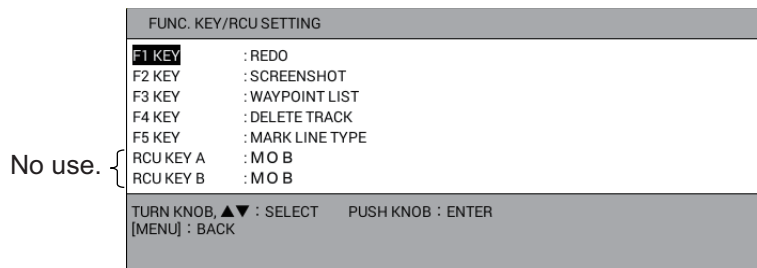 FUNC. KEY/RCU SETTING
F1 KEY : REDO
F2 KEY : SCREENSHOT
F3 KEY : WAYPOINT LIST
F4 KEY : DELETE TRACK
F5 KEY : MARK LINE TYPE
No use.
RCU KEY A : M O B
RCU KEY B : M O B
TURN KNOB, ▲▼ : SELECT PUSH KNOB : ENTER
[MENU] : BACK